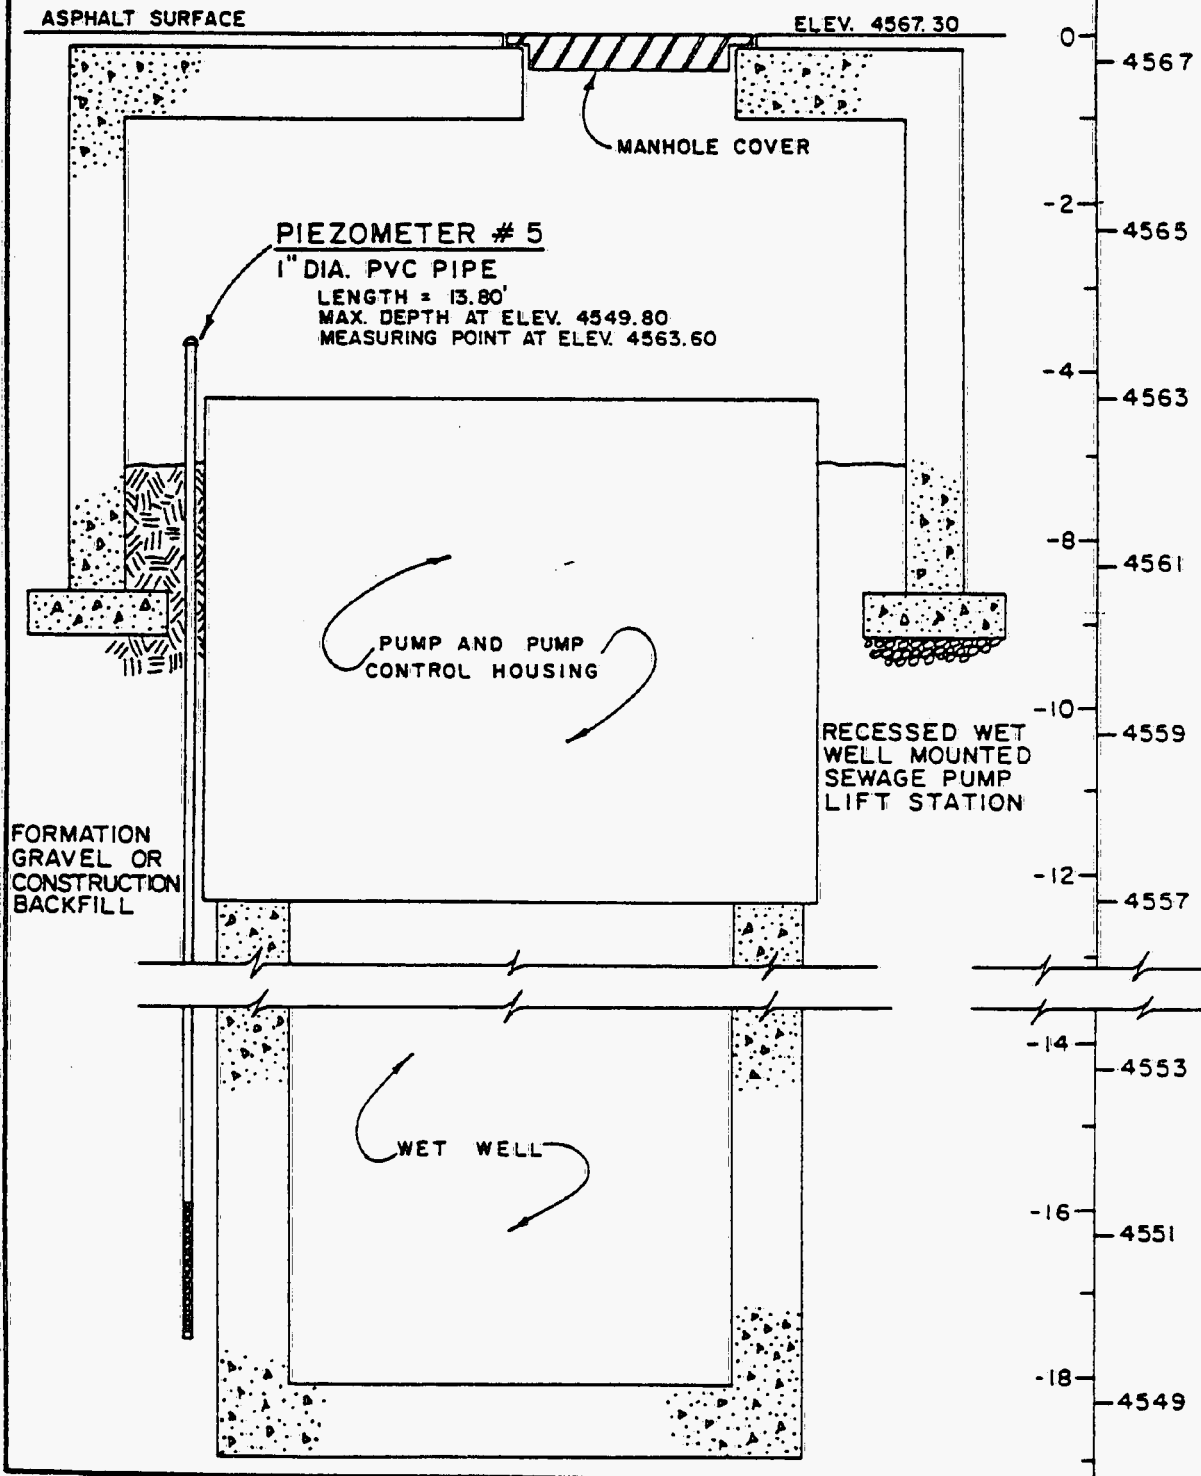 ASPHALT SURFACE
ELEV. 4567.30
0
4567
MANHOLE COVER
-2
4565
PIEZOMETER # 5
1" DIA. PVC PIPE
LENGTH = 13.80'
MAX. DEPTH AT ELEV. 4549.80
MEASURING POINT AT ELEV. 4563.60
-4
4563
-8
4561
PUMP AND PUMP
CONTROL HOUSING
-10
4559
RECESSED WET
WELL MOUNTED
SEWAGE PUMP
LIFT STATION
FORMATION
GRAVEL OR
CONSTRUCTION
BACKFILL
-12
4557
-14
4553
WET WELL
-16
4551
-18
4549